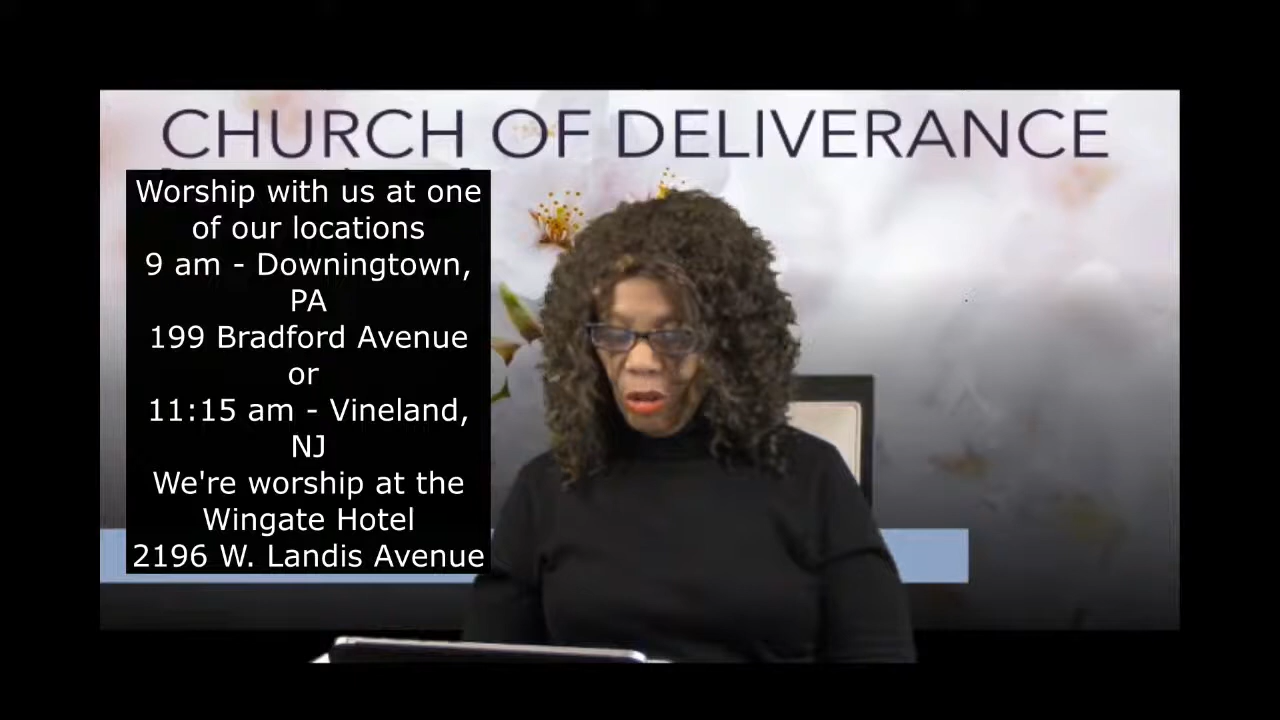 CHURCH OF DELIVERANCE
Worship with us at one
of our locations
9 am - Downingtown,
PA
199 Bradford Avenue
or
11:15 am - Vineland,
NJ
We're worship at the
Wingate Hotel
2196 W. Landis Avenue